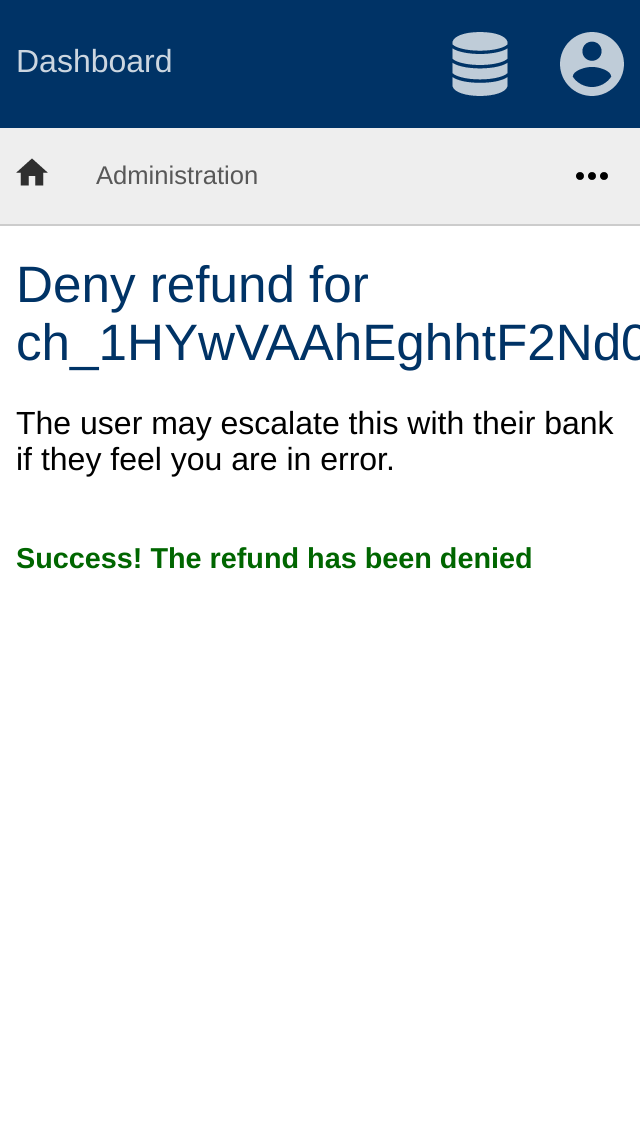 Dashboard
Administration
Deny refund for
ch_1HYwVAAhEghhtF2Nd0
The user may escalate this with their bank
if they feel you are in error.
Success! The refund has been denied